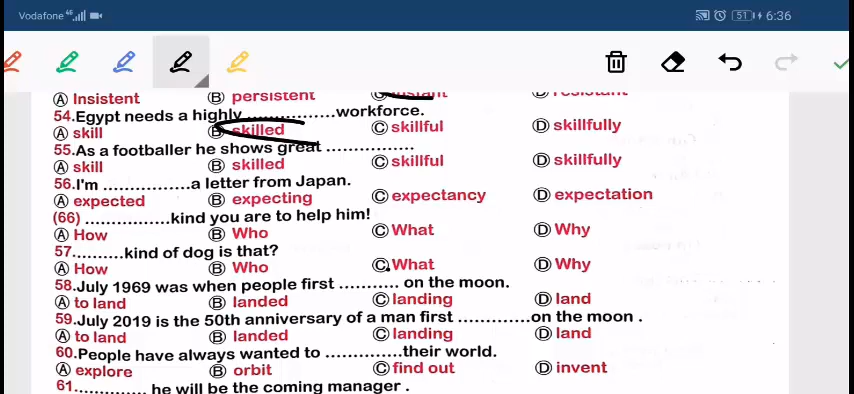 Vodafone 4G 51 6:36
Ⓐ Insistent Ⓑ persistent Ⓒ instant Ⓓ resistant
54.Egypt needs a highly ...............workforce.
Ⓐ skill Ⓑ skilled Ⓒ skillful Ⓓ skillfully
55.As a footballer he shows great ...............
Ⓐ skill Ⓑ skilled Ⓒ skillful Ⓓ skillfully
56.I'm ...............a letter from Japan.
Ⓐ expected Ⓑ expecting Ⓒ expectancy Ⓓ expectation
(66) ...............kind you are to help him!
Ⓐ How Ⓑ Who Ⓒ What Ⓓ Why
57..........kind of dog is that?
Ⓐ How Ⓑ Who Ⓒ What Ⓓ Why
58.July 1969 was when people first .......... on the moon.
Ⓐ to land Ⓑ landed Ⓒ landing Ⓓ land
59.July 2019 is the 50th anniversary of a man first ............on the moon .
Ⓐ to land Ⓑ landed Ⓒ landing Ⓓ land
60.People have always wanted to .............their world.
Ⓐ explore Ⓑ orbit Ⓒ find out Ⓓ invent
61............. he will be the coming manager .